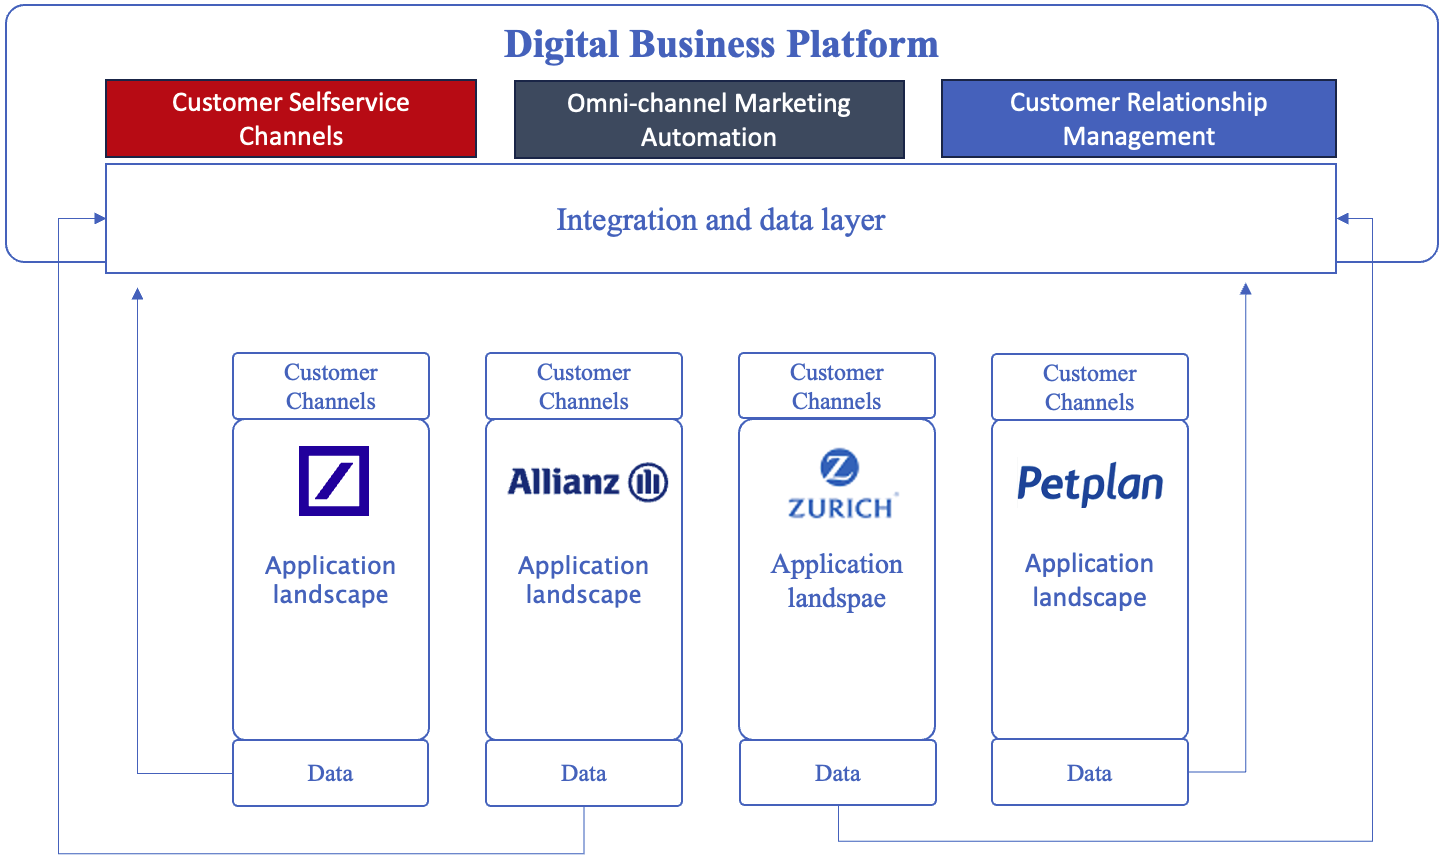 Digital Business Platform
Customer Selfservice
Channels
Omni-channel Marketing
Automation
Customer Relationship
Management
Integration and data layer
Customer
Channels
Customer
Channels
Customer
Channels
Customer
Channels
Allianz
Z
ZURICH
Petplan
Application
landscape
Application
landscape
Application
landspae
Application
landscape
Data
Data
Data
Data